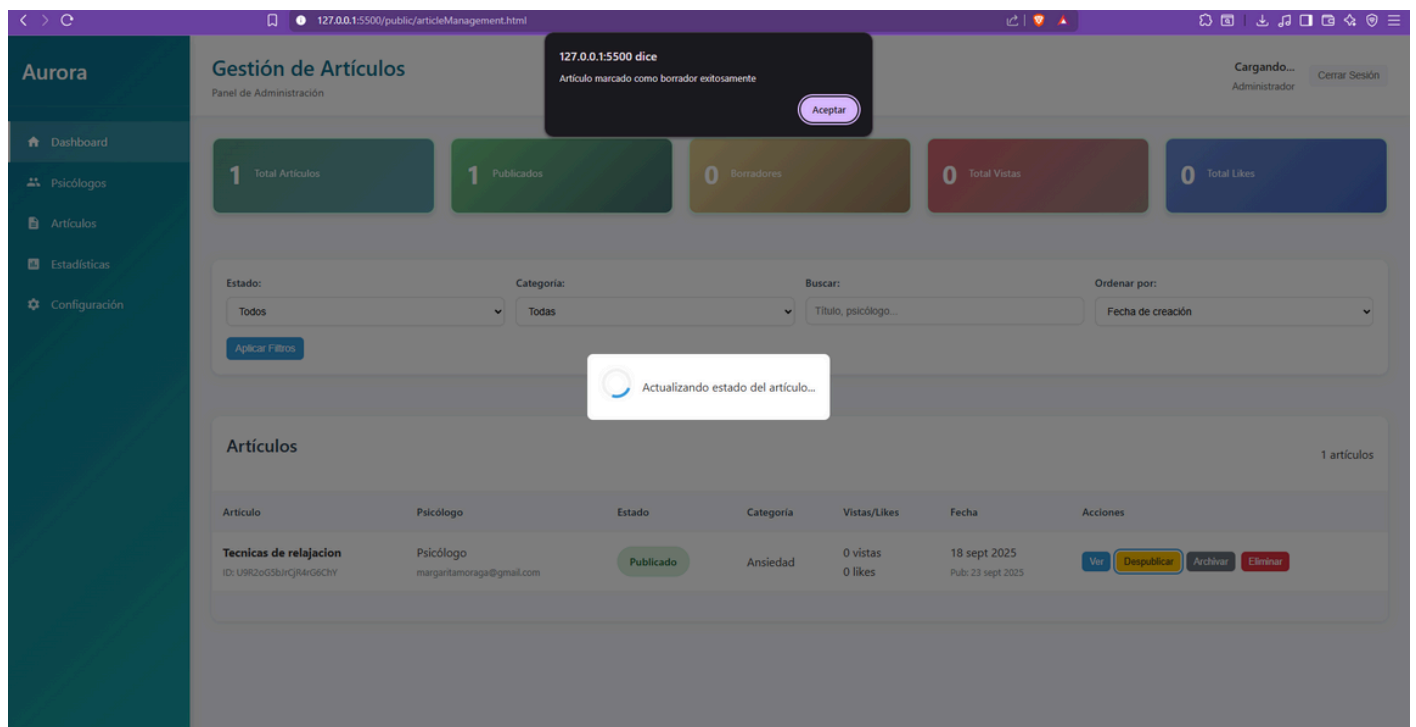 127.0.0.1:5500/public/articleManagement.html
127.0.0.1:5500 dice
Artículo marcado como borrador exitosamente
Aceptar
Aurora
Gestión de Artículos
Panel de Administración
Cargando...
Administrador
Cerrar Sesión
Dashboard
Psicólogos
Artículos
Estadísticas
Configuración
1 Total Artículos
1 Publicados
0 Borradores
0 Total Vistas
0 Total Likes
Estado:
Categoría:
Buscar:
Ordenar por:
Todos
Todas
Título, psicólogo...
Fecha de creación
Aplicar Filtros
Actualizando estado del artículo...
Artículos
1 artículos
Artículo Psicólogo Estado Categoría Vistas/Likes Fecha Acciones
Tecnicas de relajacion Psicólogo Publicado Ansiedad 0 vistas 18 sept 2025 Ver Despublicar Archivar Eliminar
ID: U9R2oG5bJrCjR4rG6ChY margaritamoraga@gmail.com 0 likes Pub: 23 sept 2025